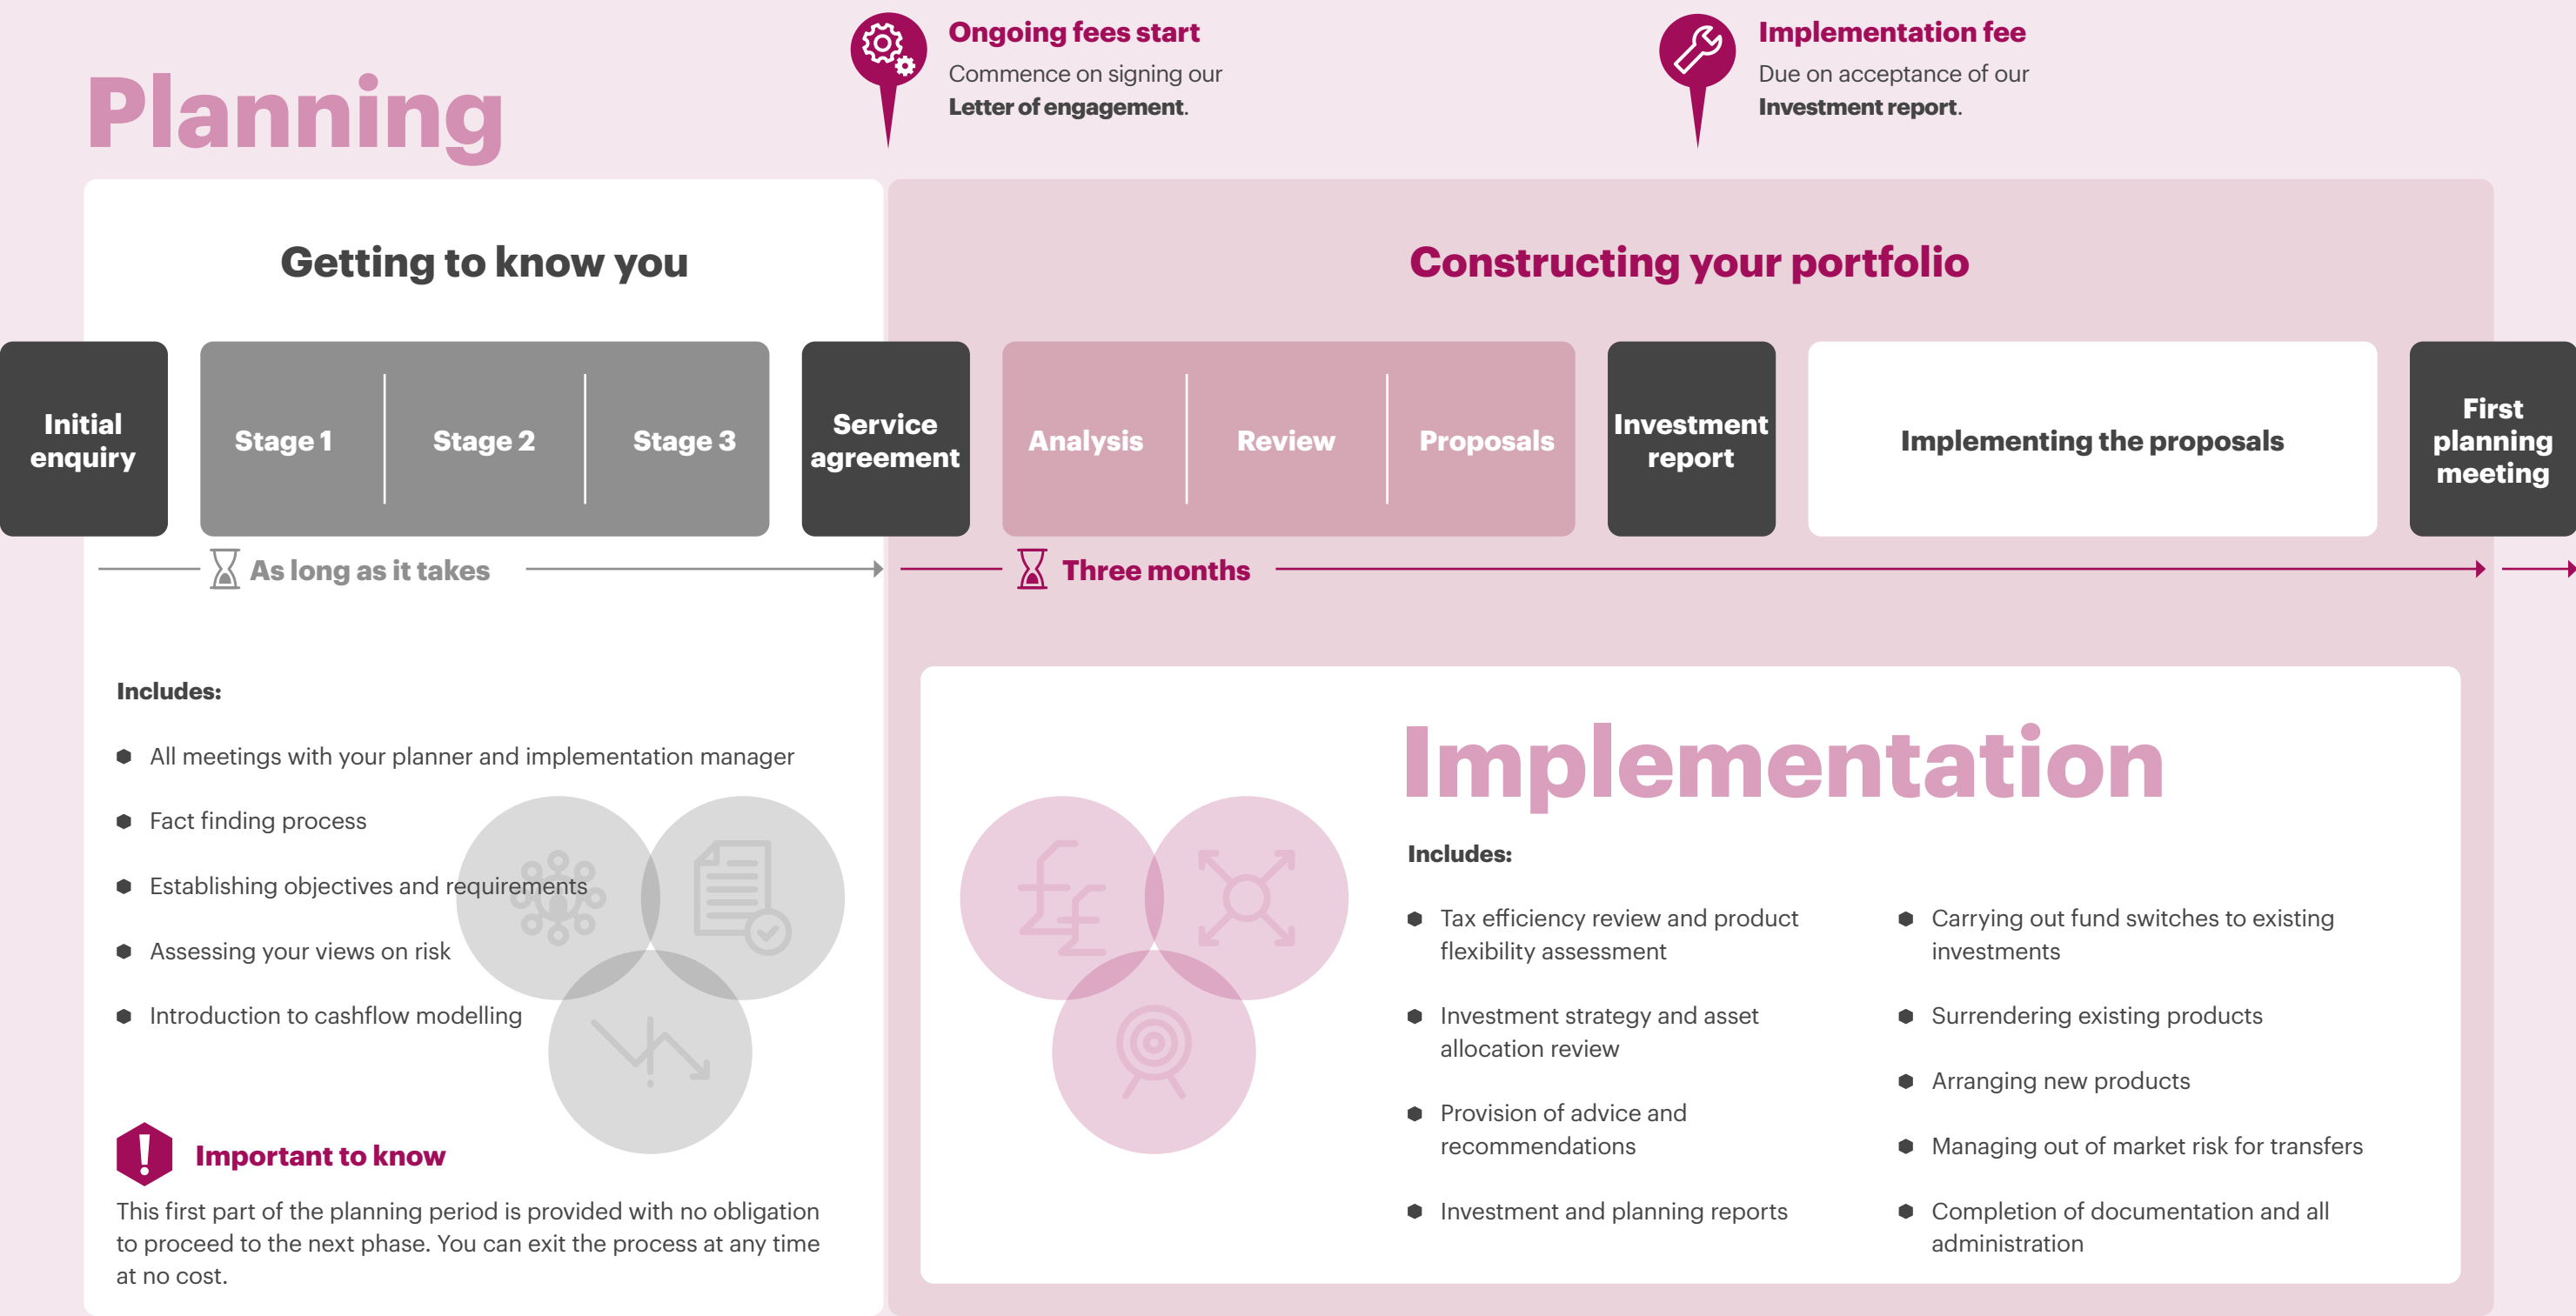 Planning
Ongoing fees start
Commence on signing our
Letter of engagement.
Implementation fee
Due on acceptance of our
Investment report.
Getting to know you
Constructing your portfolio
Initial
enquiry
Stage 1
Stage 2
Stage 3
Service
agreement
Analysis
Review
Proposals
Investment
report
Implementing the proposals
First
planning
meeting
As long as it takes
Three months
Includes:
All meetings with your planner and implementation manager
Fact finding process
Establishing objectives and requirements
Assessing your views on risk
Introduction to cashflow modelling
Important to know
This first part of the planning period is provided with no obligation
to proceed to the next phase. You can exit the process at any time
at no cost.
Implementation
Includes:
Tax efficiency review and product
flexibility assessment
Investment strategy and asset
allocation review
Provision of advice and
recommendations
Investment and planning reports
Carrying out fund switches to existing
investments
Surrendering existing products
Arranging new products
Managing out of market risk for transfers
Completion of documentation and all
administration